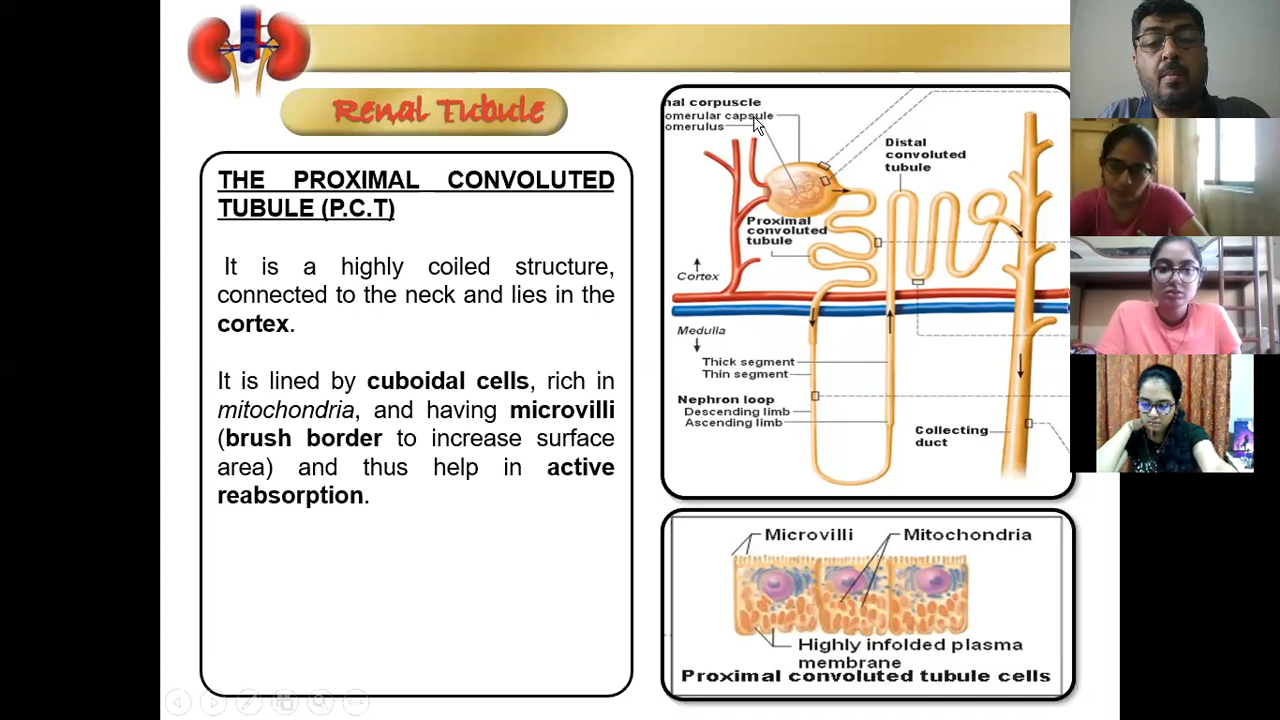 Renal Tubule
THE PROXIMAL CONVOLUTED
TUBULE (P.C.T)
It is a highly coiled structure,
connected to the neck and lies in the
cortex.
It is lined by cuboidal cells, rich in
mitochondria, and having microvilli
(brush border to increase surface
area) and thus help in active
reabsorption.
nal corpuscle
omerular capsule
omerulus
Distal
convoluted
tubule
Proximal
convoluted
tubule
Cortex
Medulla
Thick segment
Thin segment
Nephron loop
Descending limb
Ascending limb
Collecting
duct
Microvilli
Mitochondria
Highly infolded plasma
membrane
Proximal convoluted tubule cells